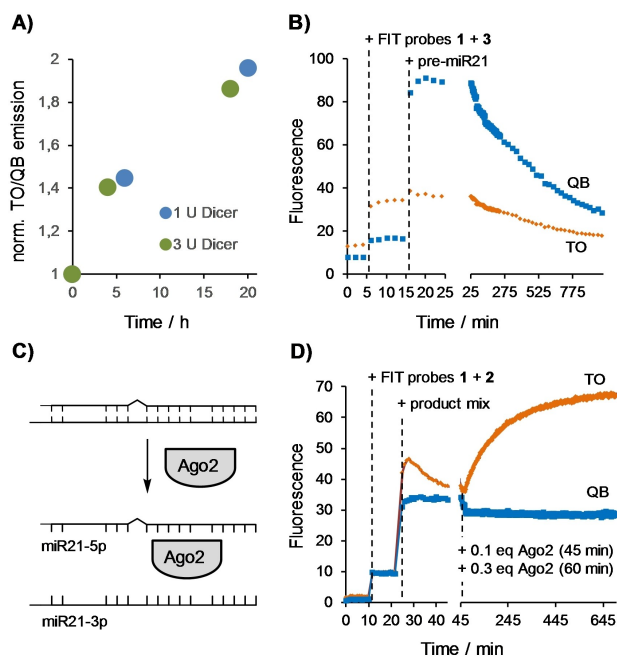 A)
norm. TO/QB emission
2
1,8
1,6
1,4
1,2
1
0
5
10
15
20
1 U Dicer
3 U Dicer
Time / h
B)
+ FIT probes 1 + 3
+ pre-miR21
Fluorescence
100
80
60
40
20
0
QB
TO
0 5 10 15 20 25
25 275 525 775
Time / min
C)
Ago2
miR21-5p
Ago2
miR21-3p
D)
+ FIT probes 1 + 2
+ product mix
Fluorescence
70
60
50
40
30
20
10
0
TO
QB
+ 0.1 eq Ago2 (45 min)
+ 0.3 eq Ago2 (60 min)
0 10 20 30 40
45 245 445 645
Time / min